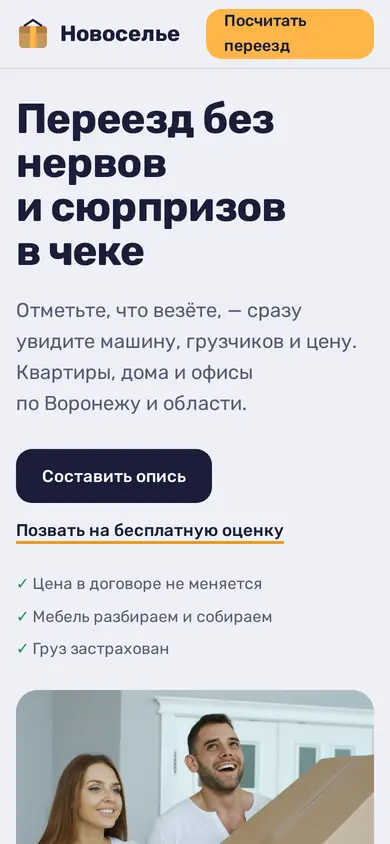 Новоселье
Посчитать
переезд
Переезд без
нервов
и сюрпризов
в чеке
Отметьте, что везёте, — сразу
увидите машину, грузчиков и цену.
Квартиры, дома и офисы
по Воронежу и области.
Составить опись
Позвать на бесплатную оценку
✓ Цена в договоре не меняется
✓ Мебель разбираем и собираем
✓ Груз застрахован